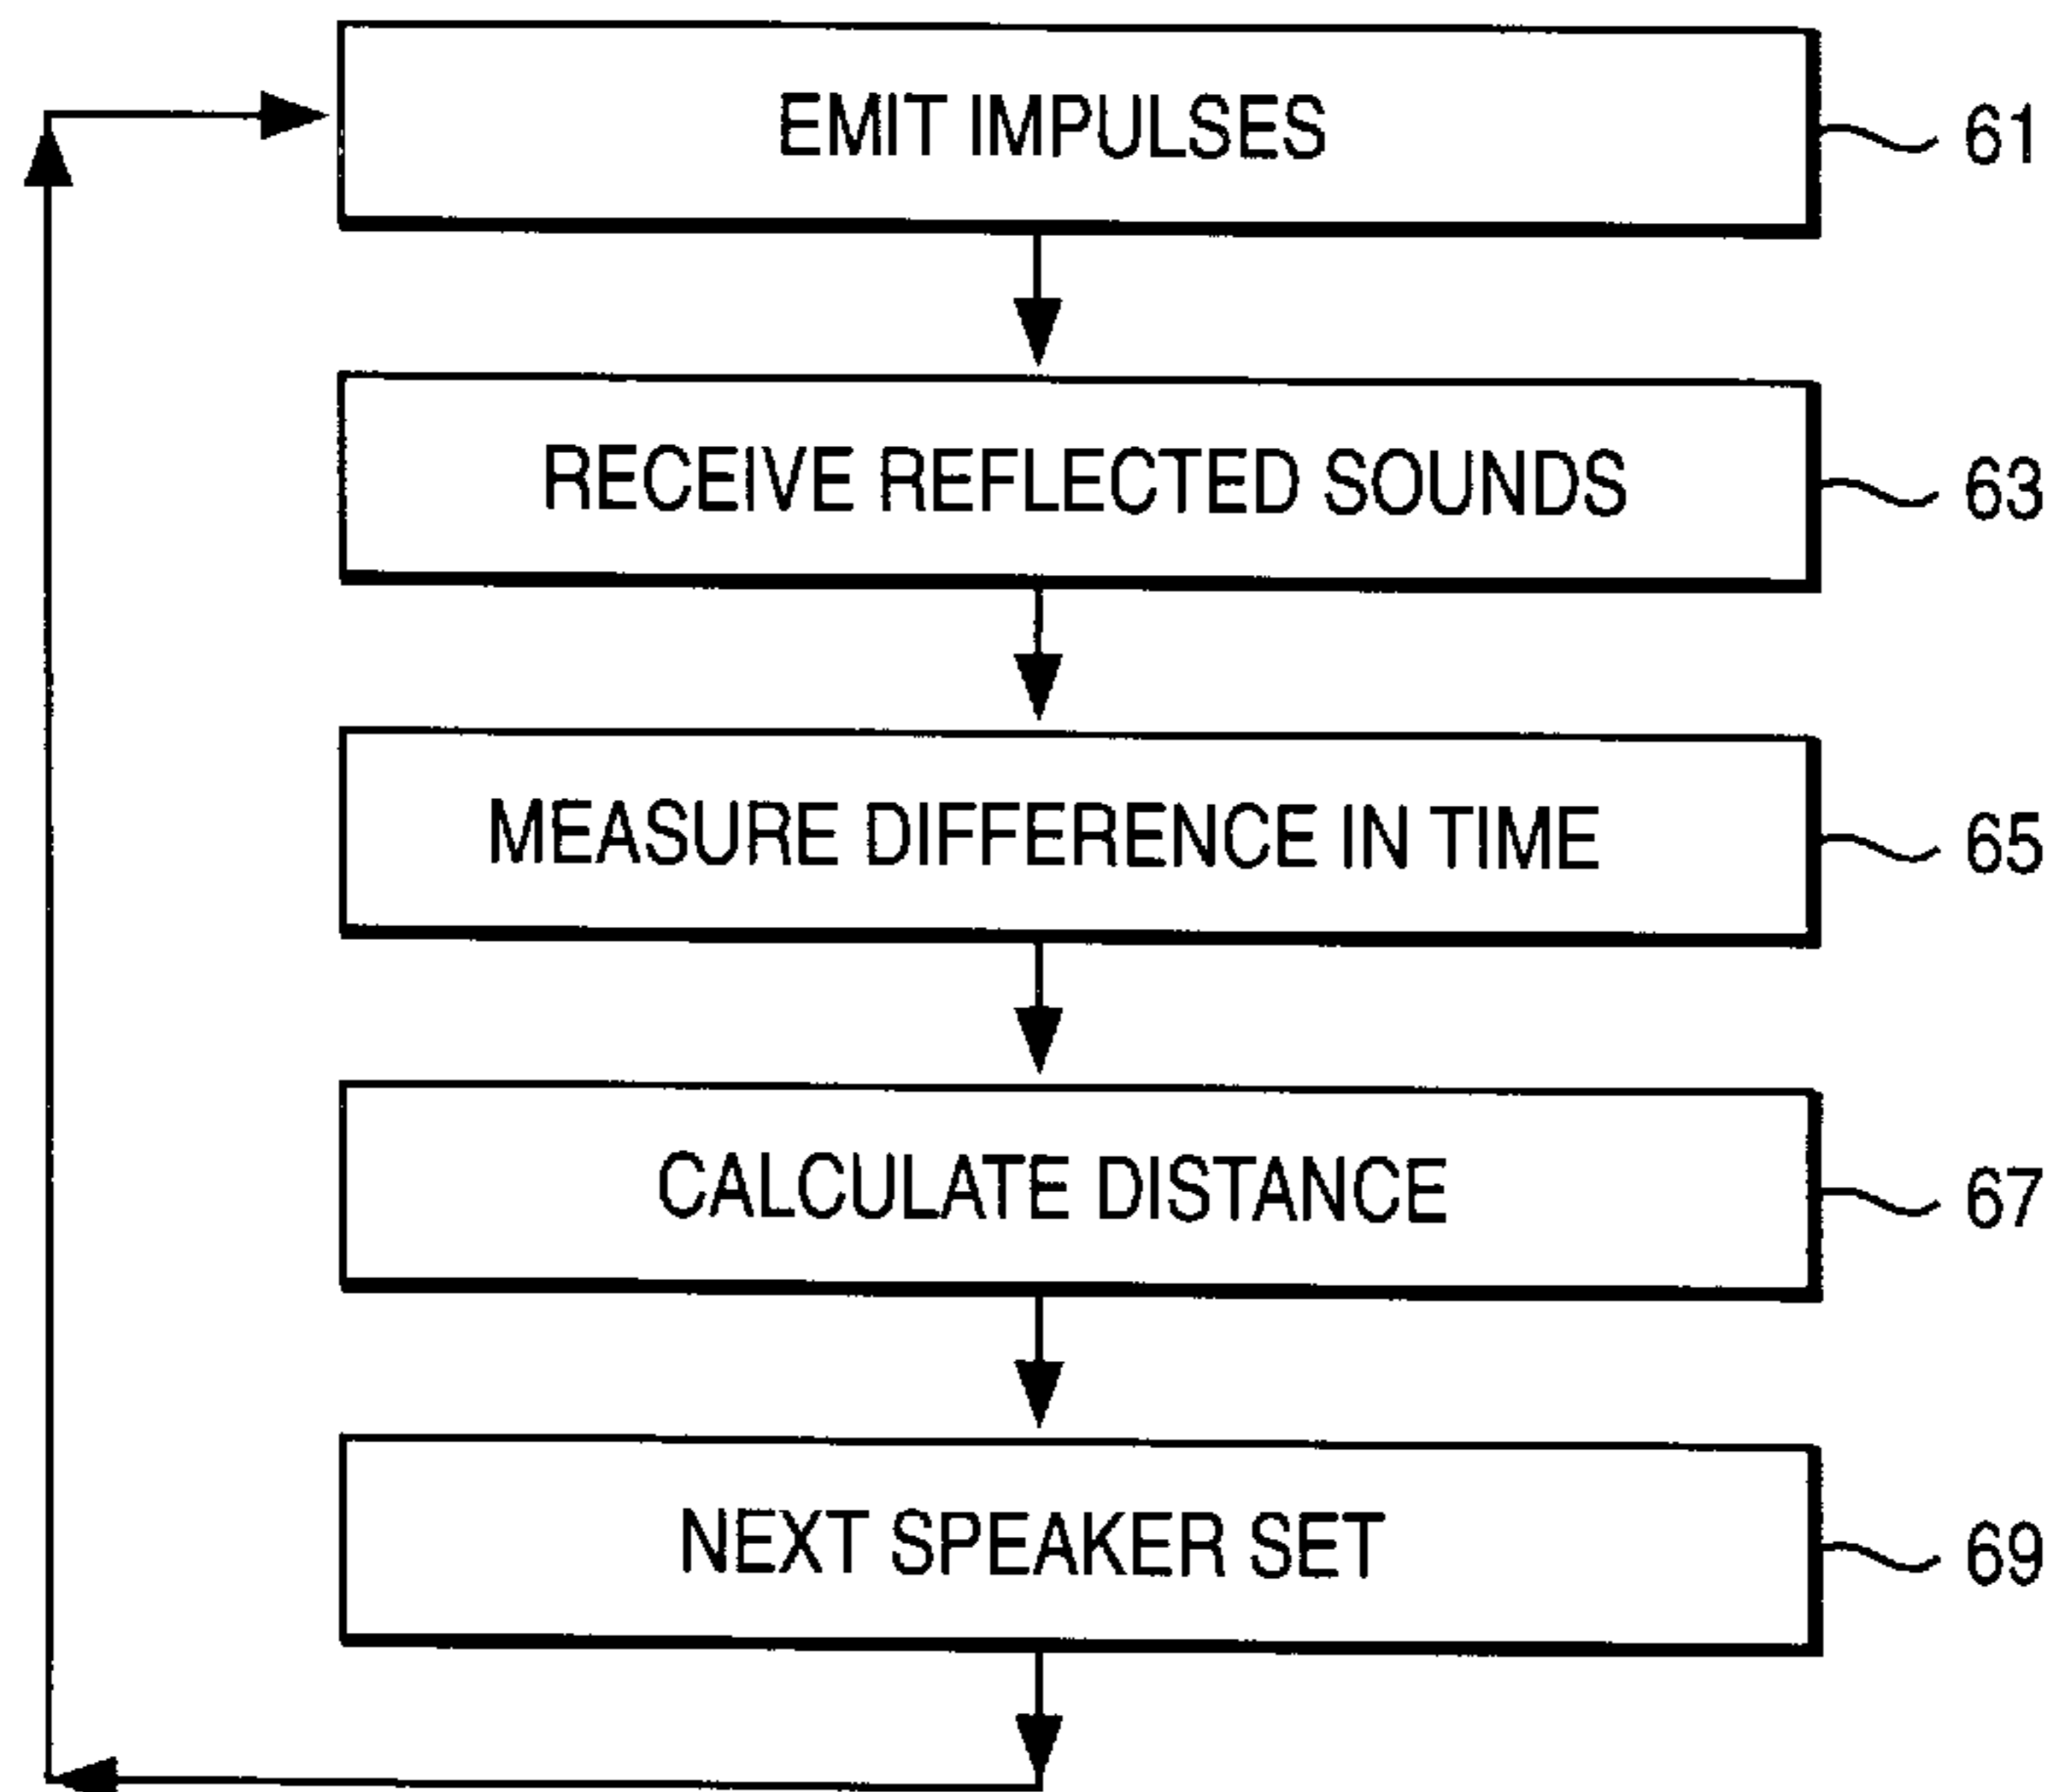 EMIT IMPULSES
61
RECEIVE REFLECTED SOUNDS
63
MEASURE DIFFERENCE IN TIME
65
CALCULATE DISTANCE
67
NEXT SPEAKER SET
69